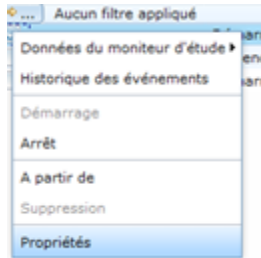 ... Aucun filtre appliqué
Données du moniteur d'étude
Historique des événements
Démarrage
Arrêt
A partir de
Suppression
Propriétés